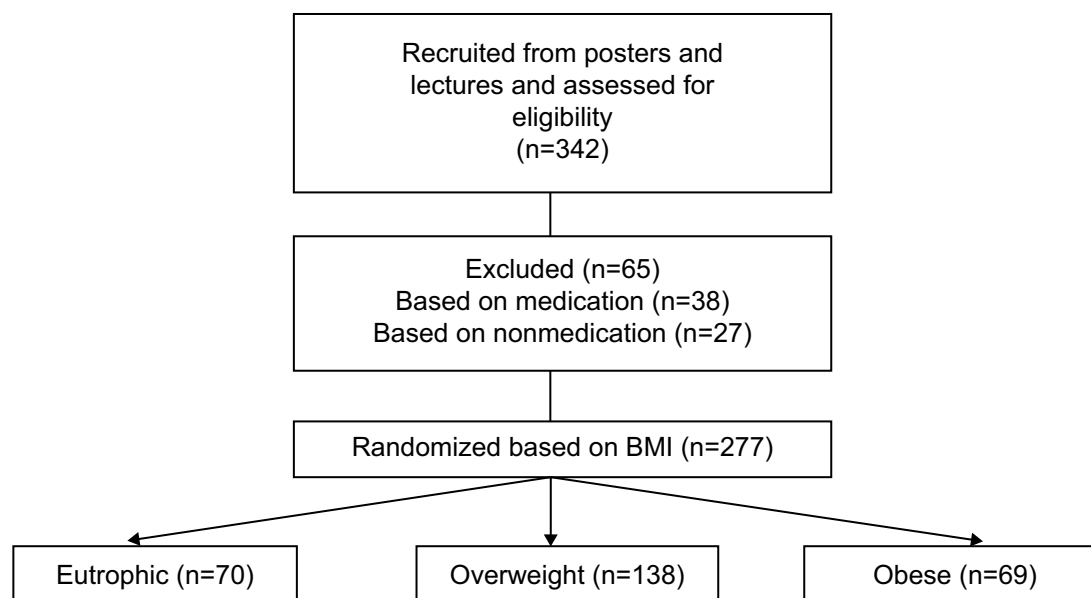 Recruited from posters and
lectures and assessed for
eligibility
(n=342)
Excluded (n=65)
Based on medication (n=38)
Based on nonmedication (n=27)
Randomized based on BMI (n=277)
Eutrophic (n=70)
Overweight (n=138)
Obese (n=69)